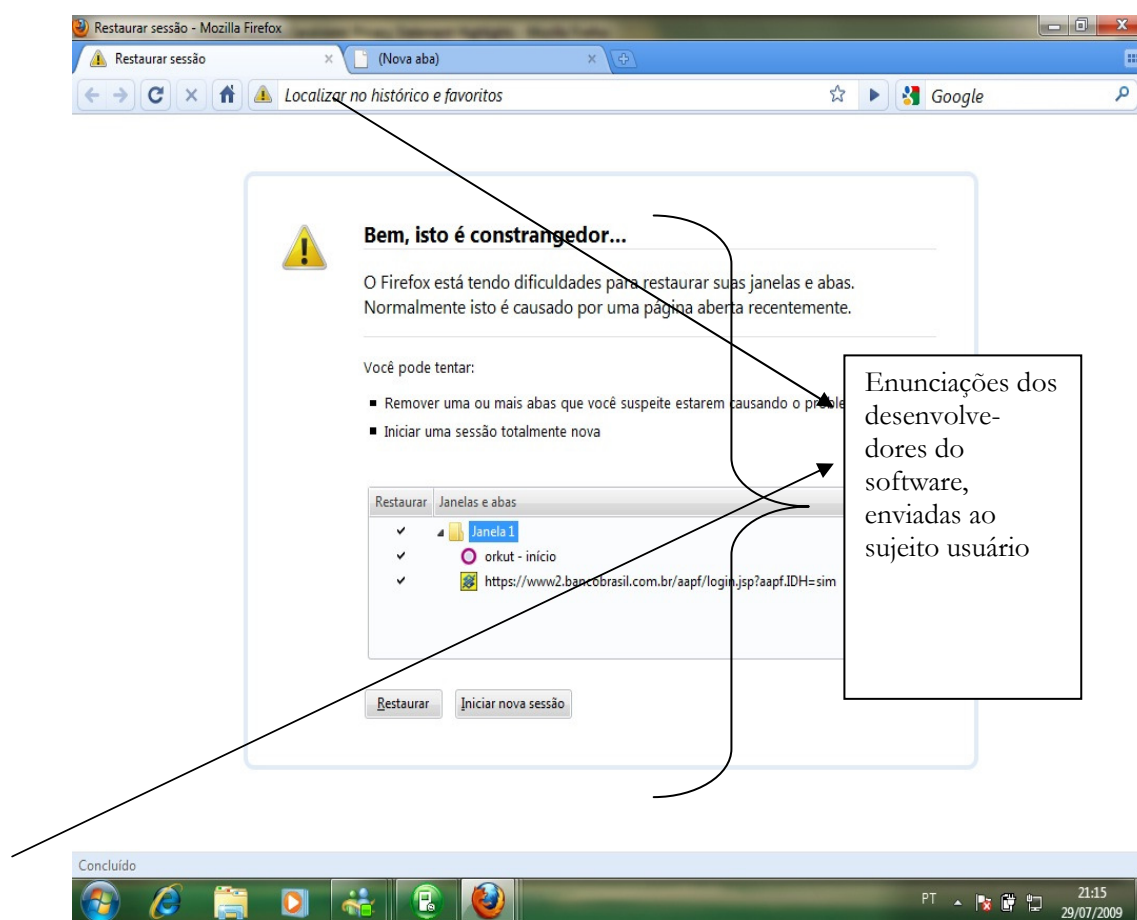 Restaurar sessão - Mozilla Firefox
Restaurar sessão
(Nova aba)
Localizar no histórico e favoritos
Google
Bem, isto é constrangedor...
O Firefox está tendo dificuldades para restaurar suas janelas e abas.
Normalmente isto é causado por uma página aberta recentemente.
Você pode tentar:
Remover uma ou mais abas que você suspeite estarem causando o proble
Iniciar uma sessão totalmente nova
Enunciações dos
desenvolve-
dores do
software,
enviadas ao
sujeito usuário
Restaurar Janelas e abas
Janela 1
orkut - início
https://www2.bancobrasil.com.br/aapf/login.jsp?aapf.IDH=sim
Restaurar Iniciar nova sessão
Concluído
PT
21:15
29/07/2009